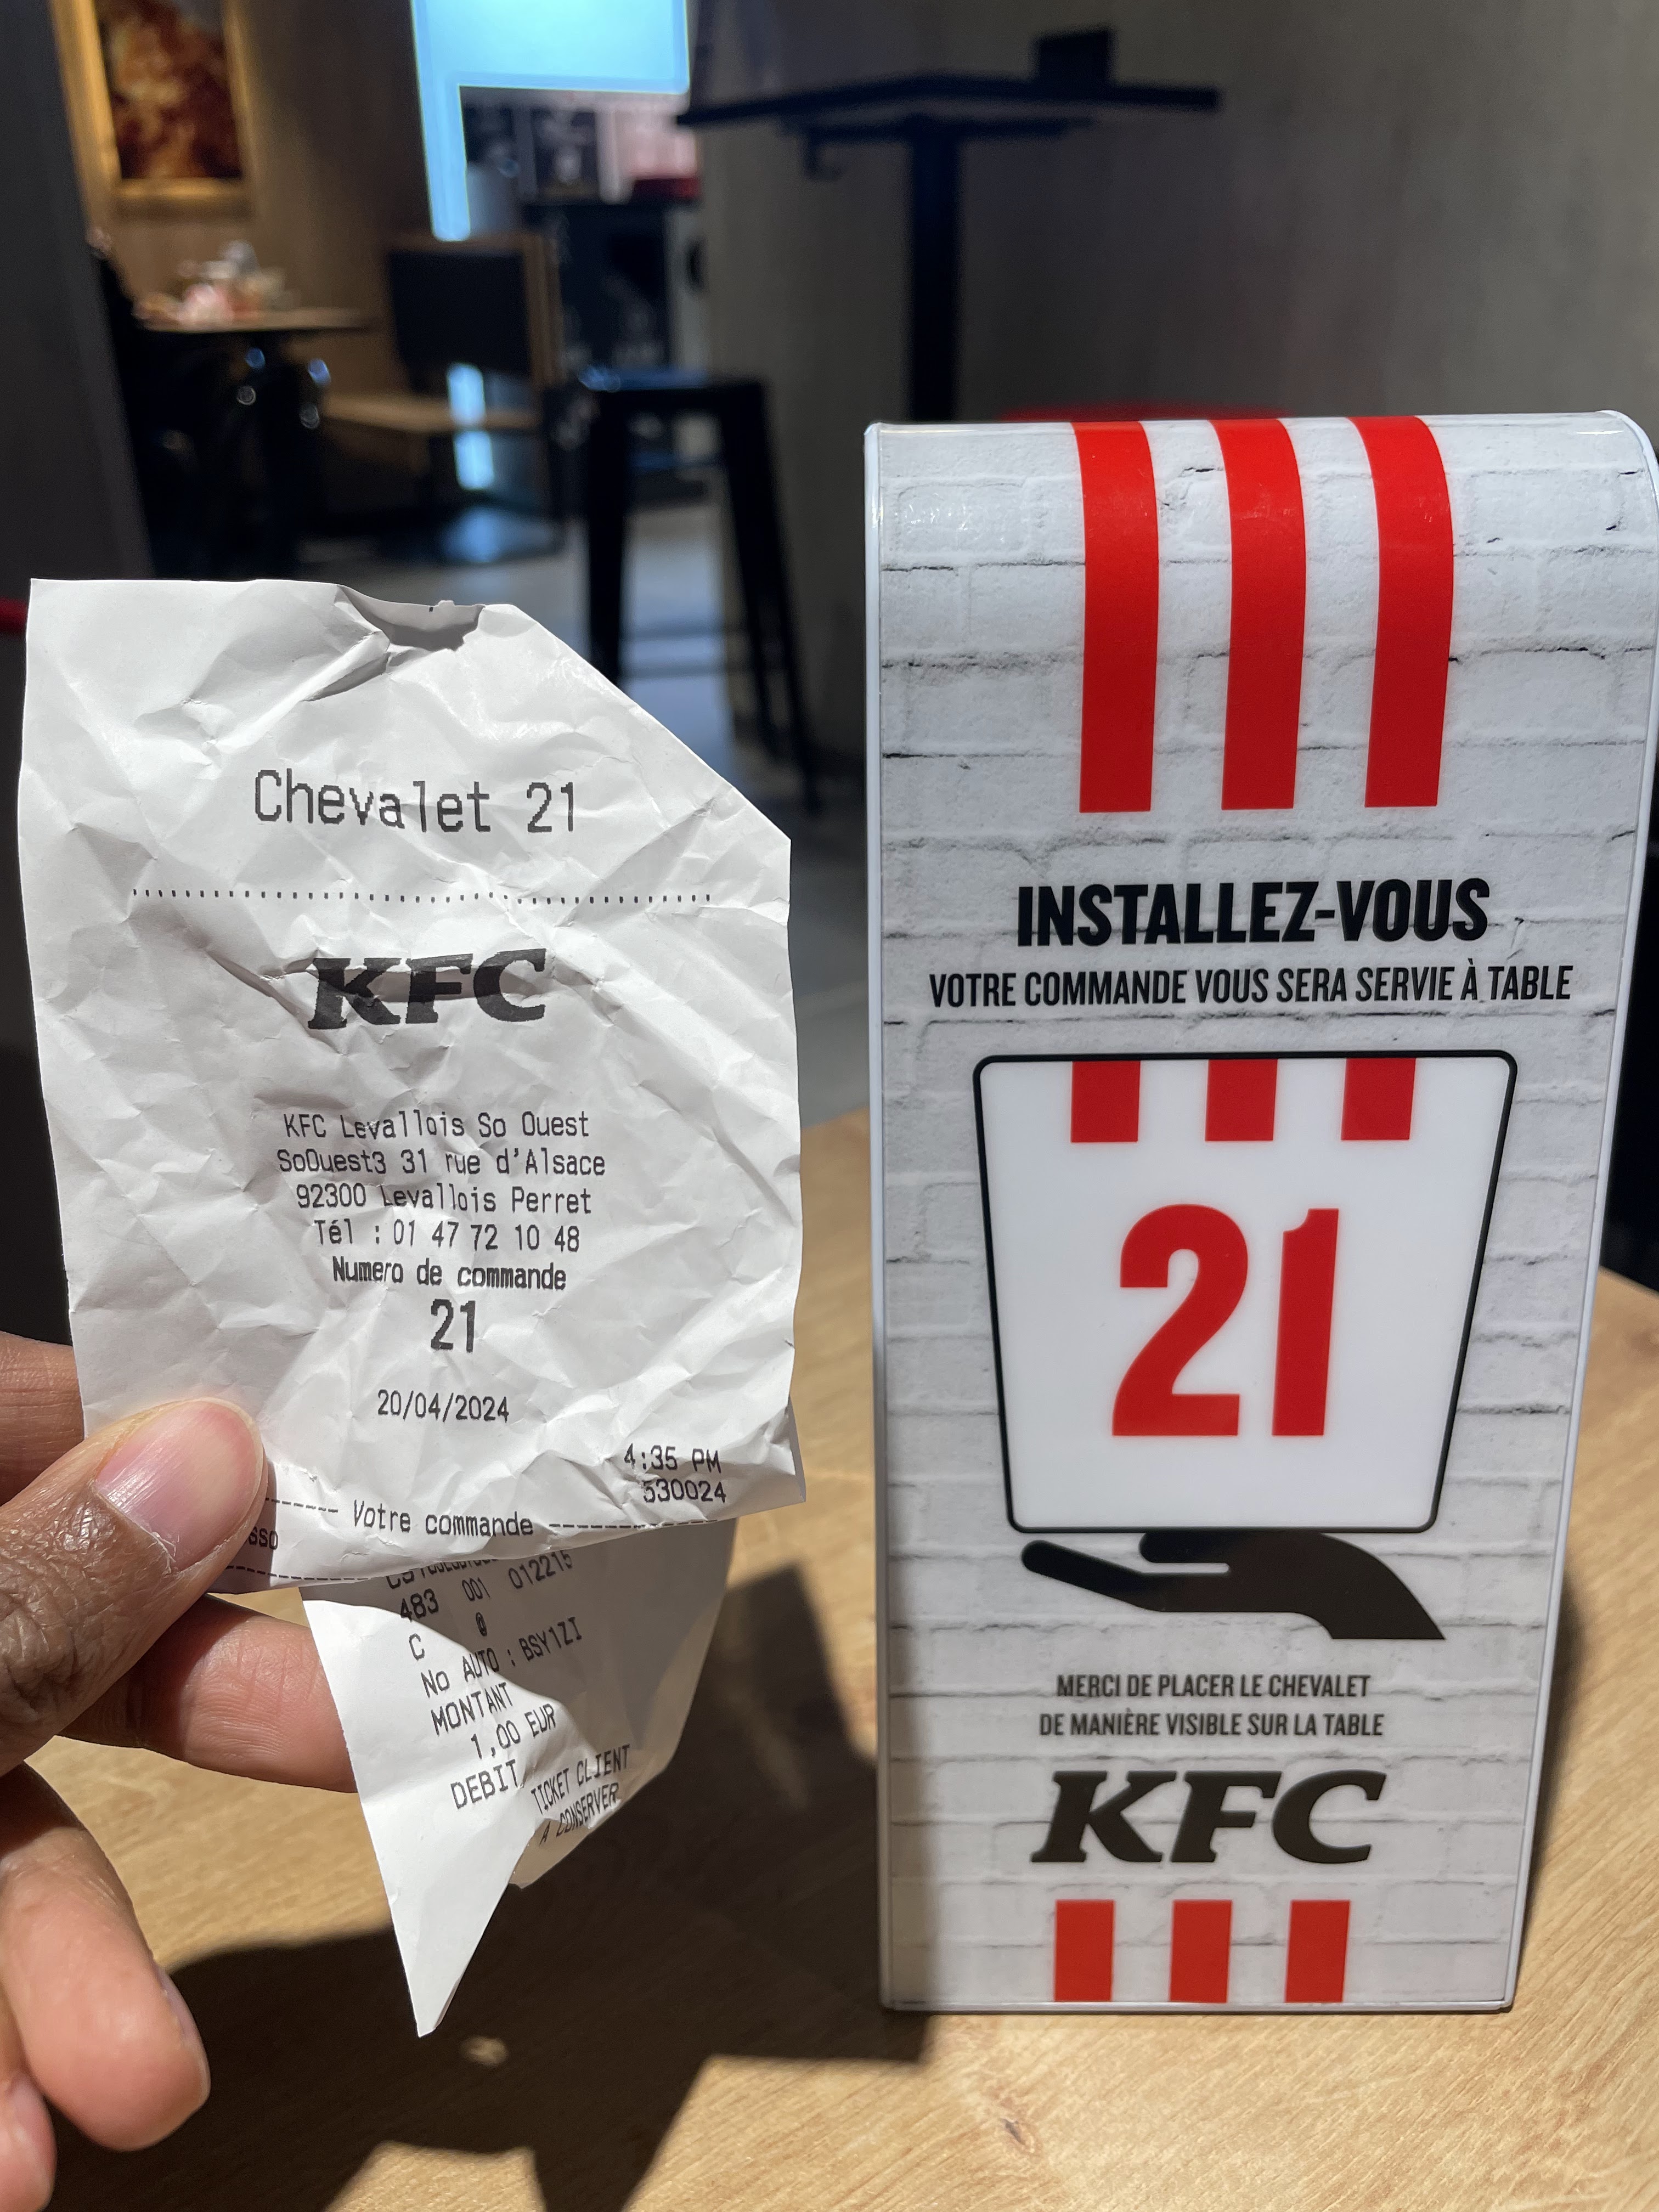 Chevalet 21
KFC
KFC Levallois So Ouest
SoOuest3 31 rue d'Alsace
92300 Levallois Perret
Tél : 01 47 72 10 48
Numero de commande
21
20/04/2024
4:35 PM
530024
Votre commande
sso
483 001 012215
C @
No AUTO : BSY1ZI
MONTANT
1,00 EUR
DEBIT
TICKET CLIENT
A CONSERVER
INSTALLEZ-VOUS
VOTRE COMMANDE VOUS SERA SERVIE À TABLE
21
MERCI DE PLACER LE CHEVALET
DE MANIÈRE VISIBLE SUR LA TABLE
KFC